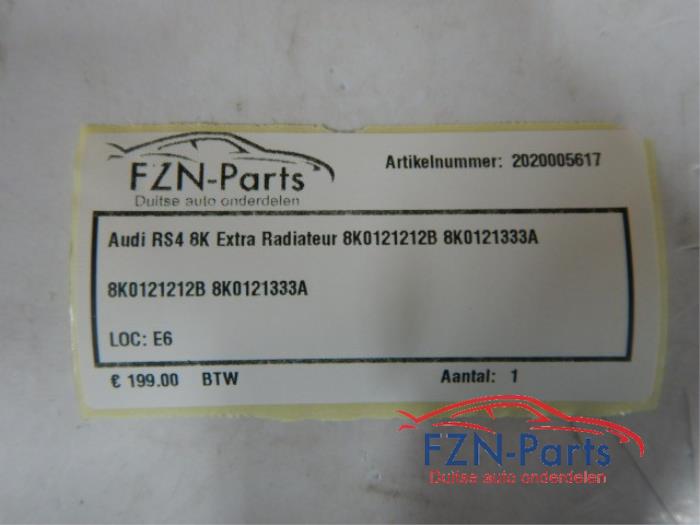 FZN-Parts
Duitse auto onderdelen
Artikelnummer: 2020005617
Audi RS4 8K Extra Radiateur 8K0121212B 8K0121333A
8K0121212B 8K0121333A
LOC: E6
€ 199.00 BTW
Aantal: 1
FZN-Parts
Duitse auto onderdelen